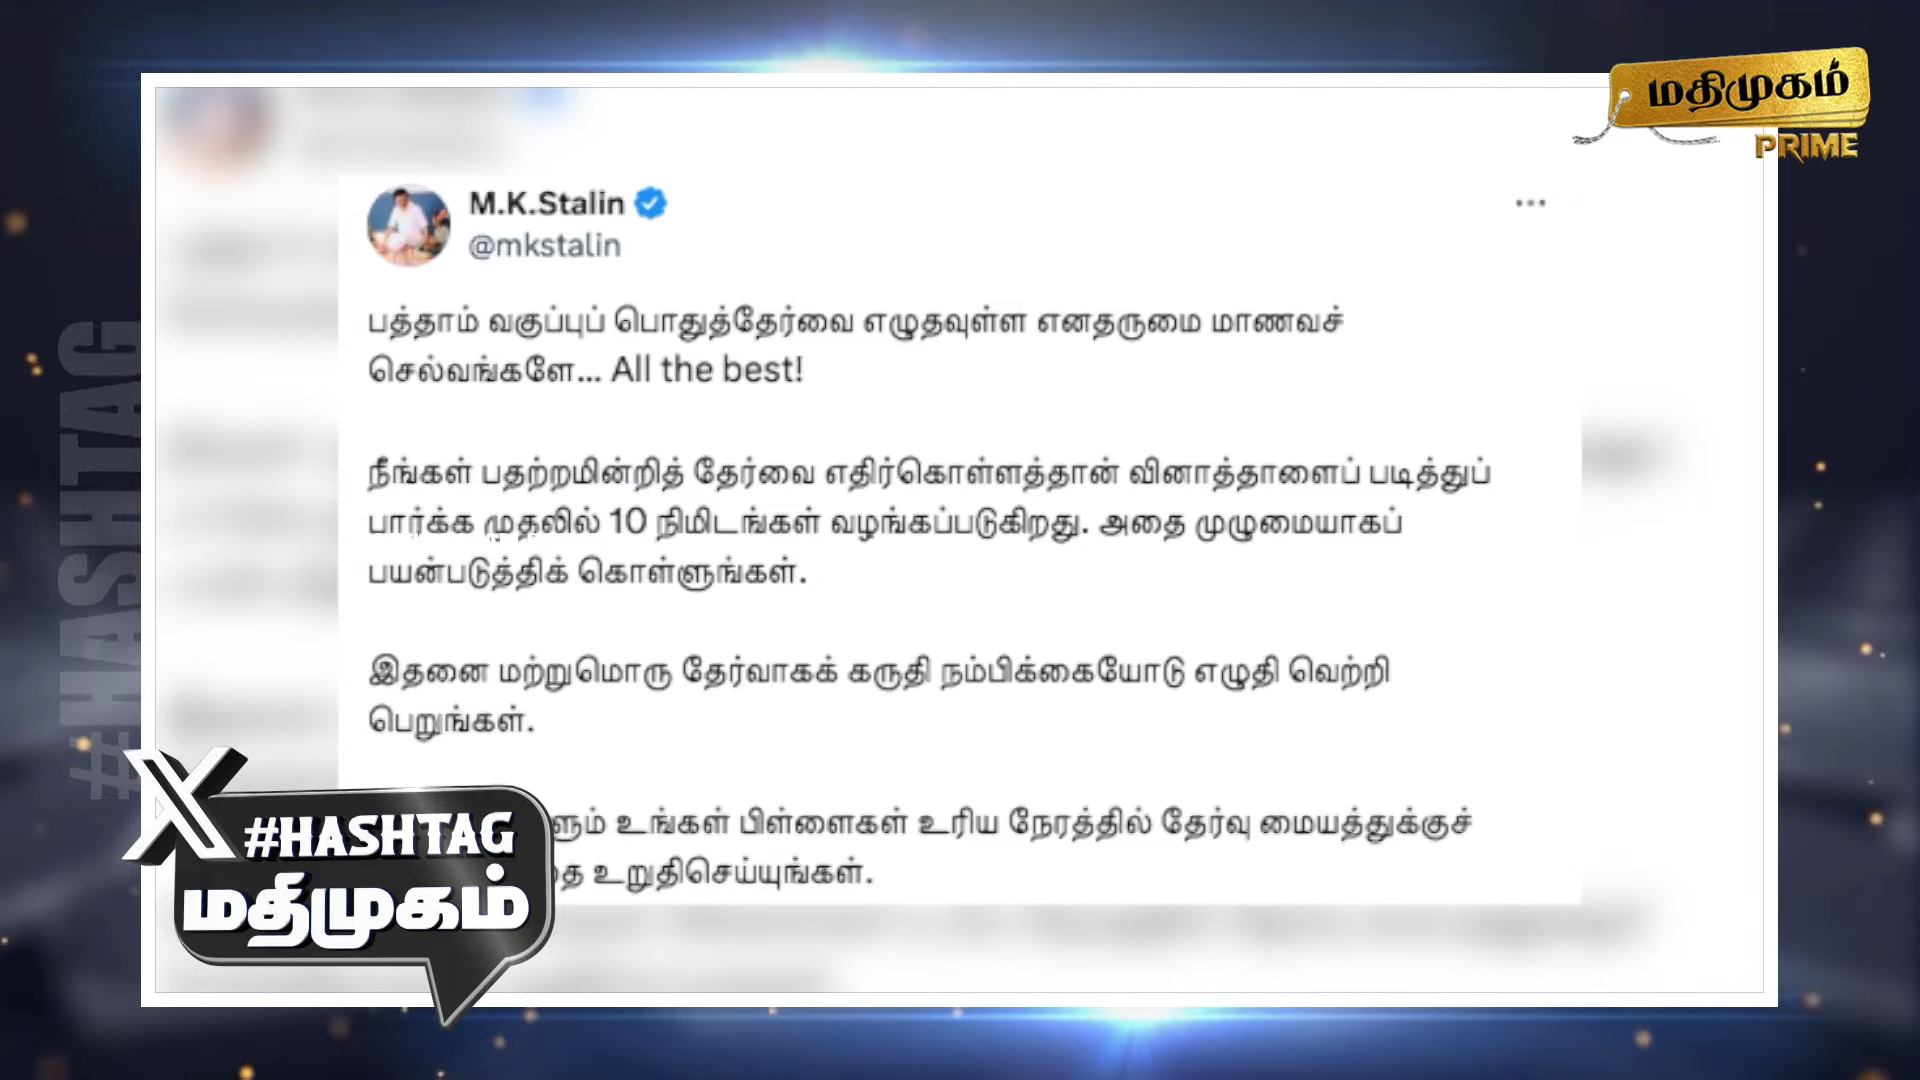 மதிமுகம்
PRIME
M.K.Stalin
@mkstalin
பத்தாம் வகுப்புப் பொதுத்தேர்வை எழுதவுள்ள எனதருமை மாணவச்
செல்வங்களே... All the best!
நீங்கள் பதற்றமின்றித் தேர்வை எதிர்கொள்ளத்தான் வினாத்தாளைப் படித்துப்
பார்க்க முதலில் 10 நிமிடங்கள் வழங்கப்படுகிறது. அதை முழுமையாகப்
பயன்படுத்திக் கொள்ளுங்கள்.
இதனை மற்றுமொரு தேர்வாகக் கருதி நம்பிக்கையோடு எழுதி வெற்றி
பெறுங்கள்.
உங்கள் பிள்ளைகள் உரிய நேரத்தில் தேர்வு மையத்துக்குச்
உறுதிசெய்யுங்கள்.
#HASHTAG
X #HASHTAG
மதிமுகம்